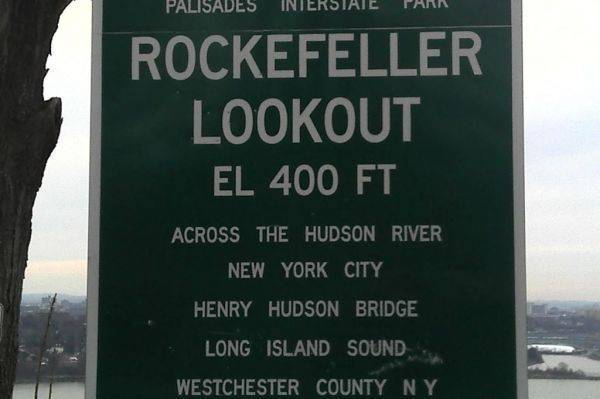 PALISADES INTERSTATE PARK
ROCKEFELLER
LOOKOUT
EL 400 FT
ACROSS THE HUDSON RIVER
NEW YORK CITY
HENRY HUDSON BRIDGE
LONG ISLAND SOUND
WESTCHESTER COUNTY N Y